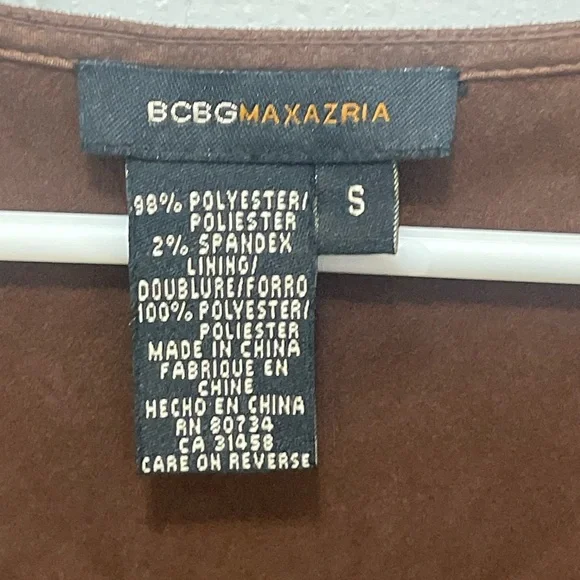 BCBGMAXAZRIA
S
98% POLYESTER/
POLIESTER
2% SPANDEX
LINING/
DOUBLURE/FORRO
100% POLYESTER/
POLIESTER
MADE IN CHINA
FABRIQUE EN
CHINE
HECHO EN CHINA
RN 80734
CA 31458
CARE ON REVERSE